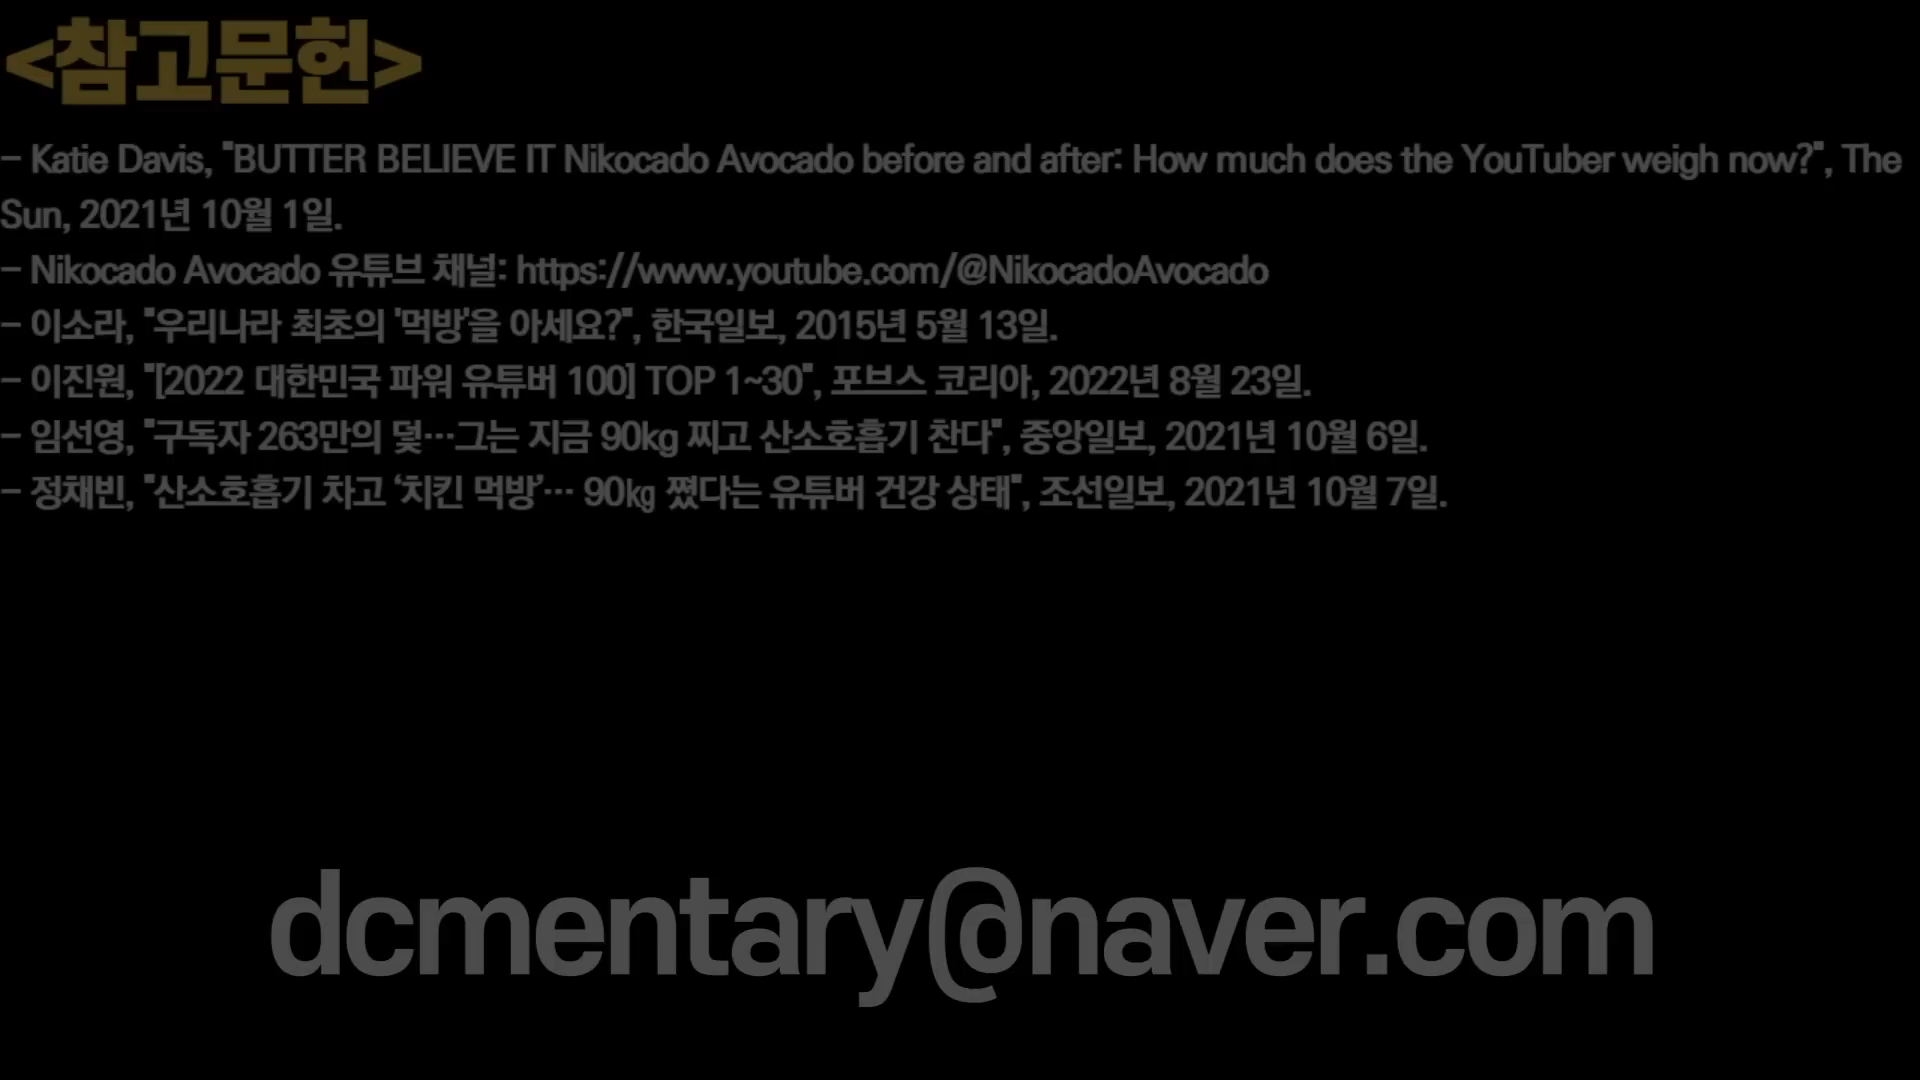 <참고문헌>
- Katie Davis, "BUTTER BELIEVE IT Nikocado Avocado before and after: How much does the YouTuber weigh now?", The
Sun, 2021년 10월 1일.
- Nikocado Avocado 유튜브 채널: https://www.youtube.com/@NikocadoAvocado
- 이소라, "우리나라 최초의 '먹방'을 아세요?", 한국일보, 2015년 5월 13일.
- 이진원, "[2022 대한민국 파워 유튜버 100] TOP 1~30", 포브스 코리아, 2022년 8월 23일.
- 임선영, "구독자 263만의 덫…그는 지금 90kg 찌고 산소호흡기 찬다", 중앙일보, 2021년 10월 6일.
- 정채빈, "산소호흡기 차고 ‘치킨 먹방’… 90㎏ 쪘다는 유튜버 건강 상태", 조선일보, 2021년 10월 7일.
dcmentary@naver.com